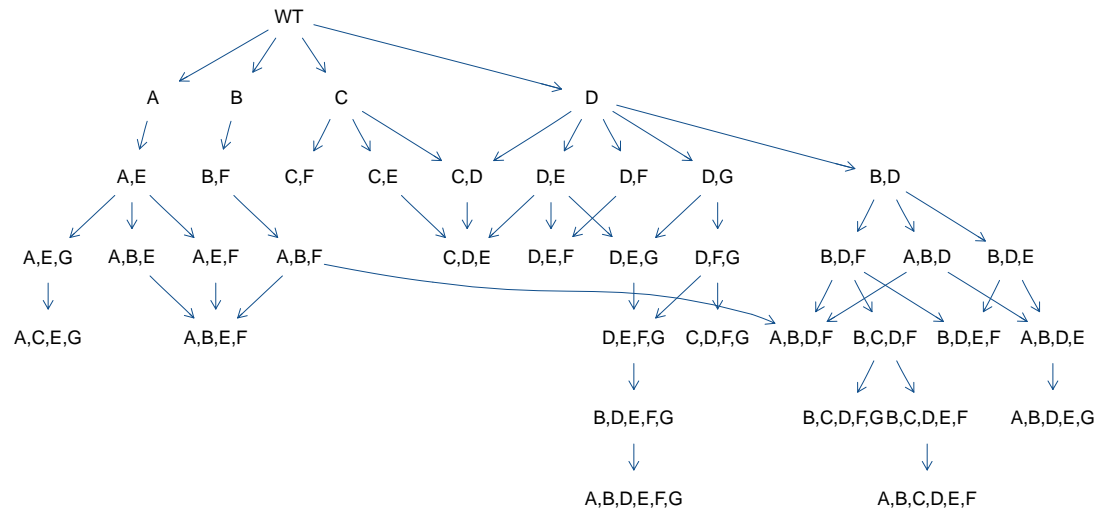 WT
A B C D
A,E B,F C,F C,E C,D D,E D,F D,G B,D
A,E,G A,B,E A,E,F A,B,F C,D,E D,E,F D,E,G D,F,G B,D,F A,B,D B,D,E
A,C,E,G A,B,E,F D,E,F,G C,D,F,G A,B,D,F B,C,D,F B,D,E,F A,B,D,E
B,D,E,F,G B,C,D,F,G B,C,D,E,F A,B,D,E,G
A,B,D,E,F,G A,B,C,D,E,F